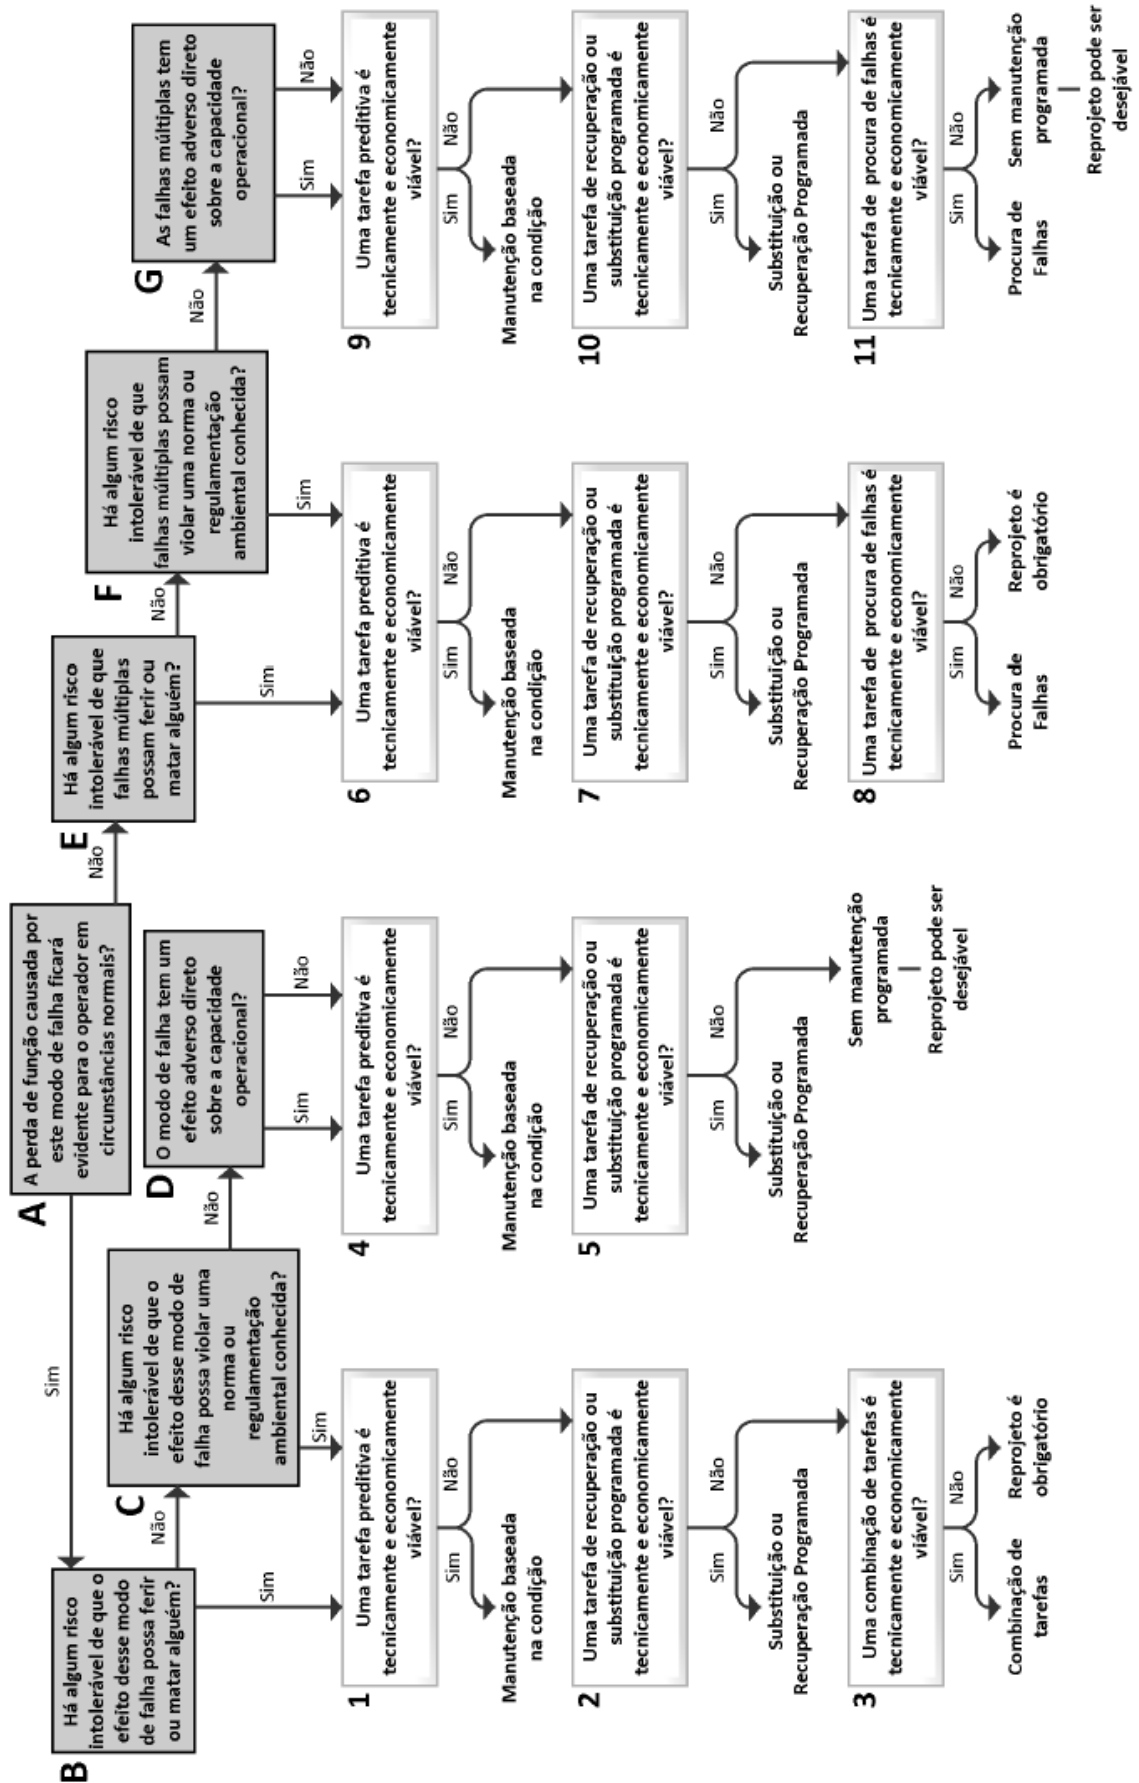 A
A perda de função causada por
este modo de falha ficará
evidente para o operador em
circunstâncias normais?
Sim
Não
B
Há algum risco
intolerável de que o
efeito desse modo
de falha possa ferir
ou matar alguém?
Não
Sim
C
Há algum risco
intolerável de que o
efeito desse modo de
falha possa violar uma
norma ou
regulamentação
ambiental conhecida?
Não
Sim
D
O modo de falha tem um
efeito adverso direto
sobre a capacidade
operacional?
Sim
Não
E
Há algum risco
intolerável de que
falhas múltiplas
possam ferir ou
matar alguém?
Não
Sim
F
Há algum risco
intolerável de que
falhas múltiplas possam
violar uma norma ou
regulamentação
ambiental conhecida?
Não
Sim
G
As falhas múltiplas tem
um efeito adverso direto
sobre a capacidade
operacional?
Sim
Não
1
Uma tarefa preditiva é
tecnicamente e economicamente
viável?
Sim
Não
Manutenção baseada
na condição
2
Uma tarefa de recuperação ou
substituição programada é
tecnicamente e economicamente
viável?
Sim
Não
Substituição ou
Recuperação Programada
3
Uma combinação de tarefas é
tecnicamente e economicamente
viável?
Sim
Não
Combinação de
tarefas
Reprojeto é
obrigatório
4
Uma tarefa preditiva é
tecnicamente e economicamente
viável?
Sim
Não
Manutenção baseada
na condição
5
Uma tarefa de recuperação ou
substituição programada é
tecnicamente e economicamente
viável?
Sim
Não
Substituição ou
Recuperação Programada
Sem manutenção
programada
Reprojeto pode ser
desejável
6
Uma tarefa preditiva é
tecnicamente e economicamente
viável?
Sim
Não
Manutenção baseada
na condição
7
Uma tarefa de recuperação ou
substituição programada é
tecnicamente e economicamente
viável?
Sim
Não
Substituição ou
Recuperação Programada
8
Uma tarefa de procura de falhas é
tecnicamente e economicamente
viável?
Sim
Não
Procura de
Falhas
Reprojeto é
obrigatório
9
Uma tarefa preditiva é
tecnicamente e economicamente
viável?
Sim
Não
Manutenção baseada
na condição
10
Uma tarefa de recuperação ou
substituição programada é
tecnicamente e economicamente
viável?
Sim
Não
Substituição ou
Recuperação Programada
11
Uma tarefa de procura de falhas é
tecnicamente e economicamente
viável?
Sim
Não
Procura de
Falhas
Sem manutenção
programada
Reprojeto pode ser
desejável